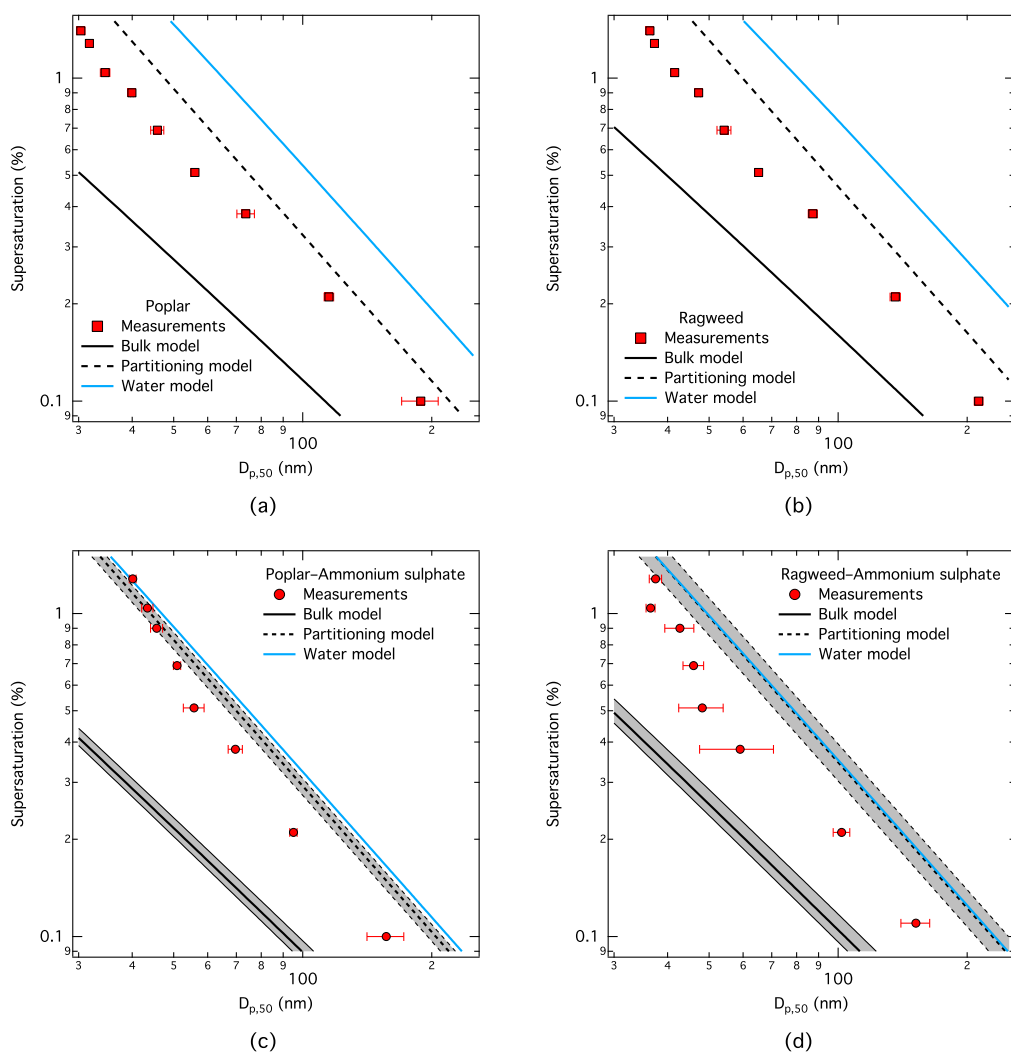 1
9
8
7
6
5
4
3
2
0.1
9
Supersaturation (%)
Poplar
Measurements
Bulk model
Partitioning model
Water model
3 4 5 6 7 8 9 100 2
D_p,50 (nm)
(a)
1
9
8
7
6
5
4
3
2
0.1
9
Supersaturation (%)
Ragweed
Measurements
Bulk model
Partitioning model
Water model
3 4 5 6 7 8 9 100 2
D_p,50 (nm)
(b)
1
9
8
7
6
5
4
3
2
0.1
9
Supersaturation (%)
Poplar–Ammonium sulphate
Measurements
Bulk model
Partitioning model
Water model
3 4 5 6 7 8 9 100 2
D_p,50 (nm)
(c)
1
9
8
7
6
5
4
3
2
0.1
9
Supersaturation (%)
Ragweed–Ammonium sulphate
Measurements
Bulk model
Partitioning model
Water model
3 4 5 6 7 8 9 100 2
D_p,50 (nm)
(d)